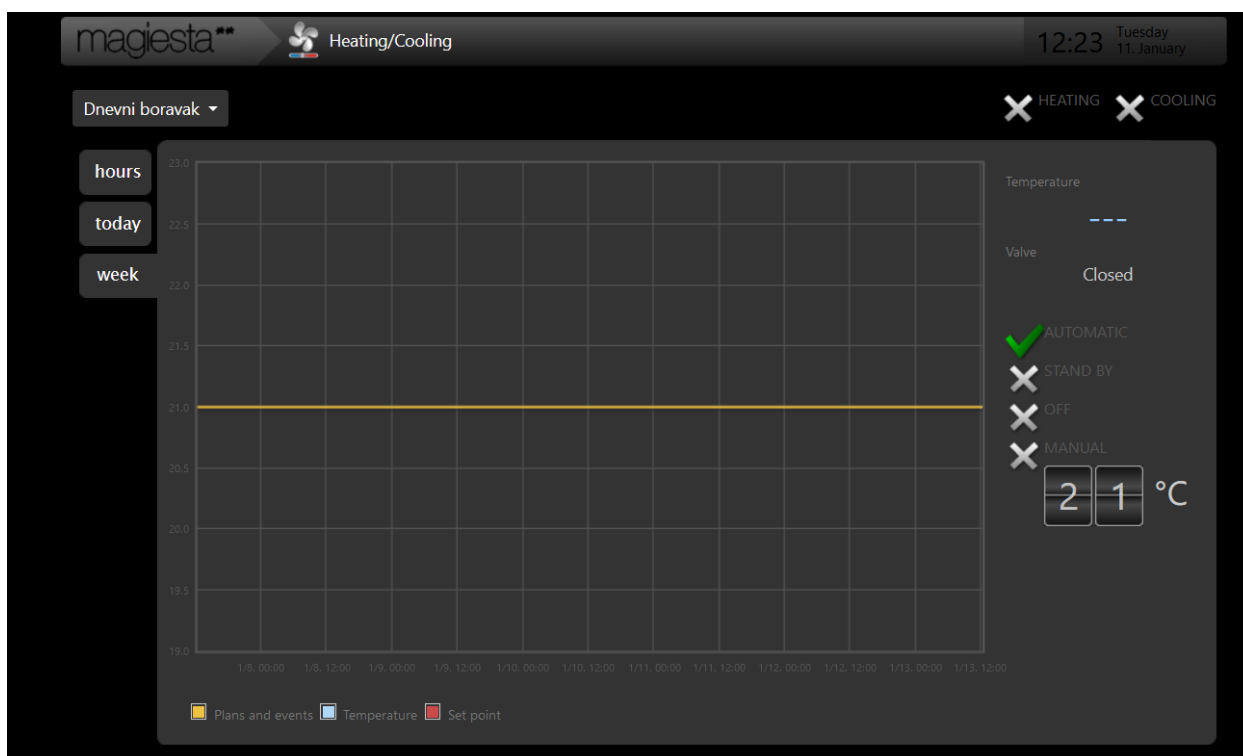 magiesta**
Heating/Cooling
12:23
Tuesday
11. January
Dnevni boravak
HEATING
COOLING
hours
today
week
23.0
22.5
22.0
21.5
21.0
20.5
20.0
19.5
19.0
1/8. 00:00 1/8. 12:00 1/9. 00:00 1/9. 12:00 1/10. 00:00 1/10. 12:00 1/11. 00:00 1/11. 12:00 1/12. 00:00 1/12. 12:00 1/13. 00:00 1/13. 12:00
Plans and events Temperature Set point
Temperature
---
Valve
Closed
AUTOMATIC
STAND BY
OFF
MANUAL
21 °C